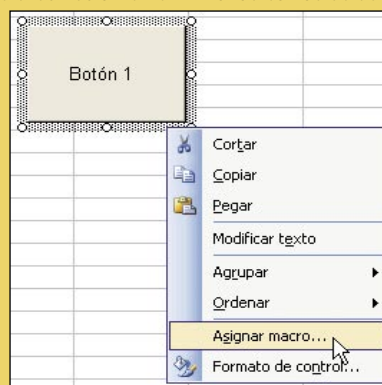 Botón 1
Cortar
Copiar
Pegar
Modificar texto
Agrupar
Ordenar
Asignar macro...
Formato de control...